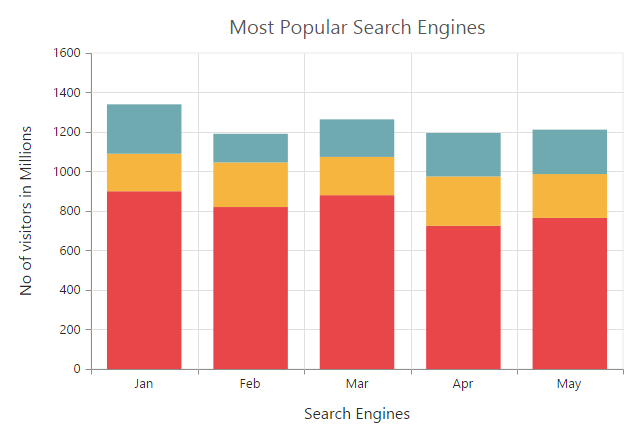 Most Popular Search Engines
No of visitors in Millions
1600
1400
1200
1000
800
600
400
200
0
Jan Feb Mar Apr May
Search Engines